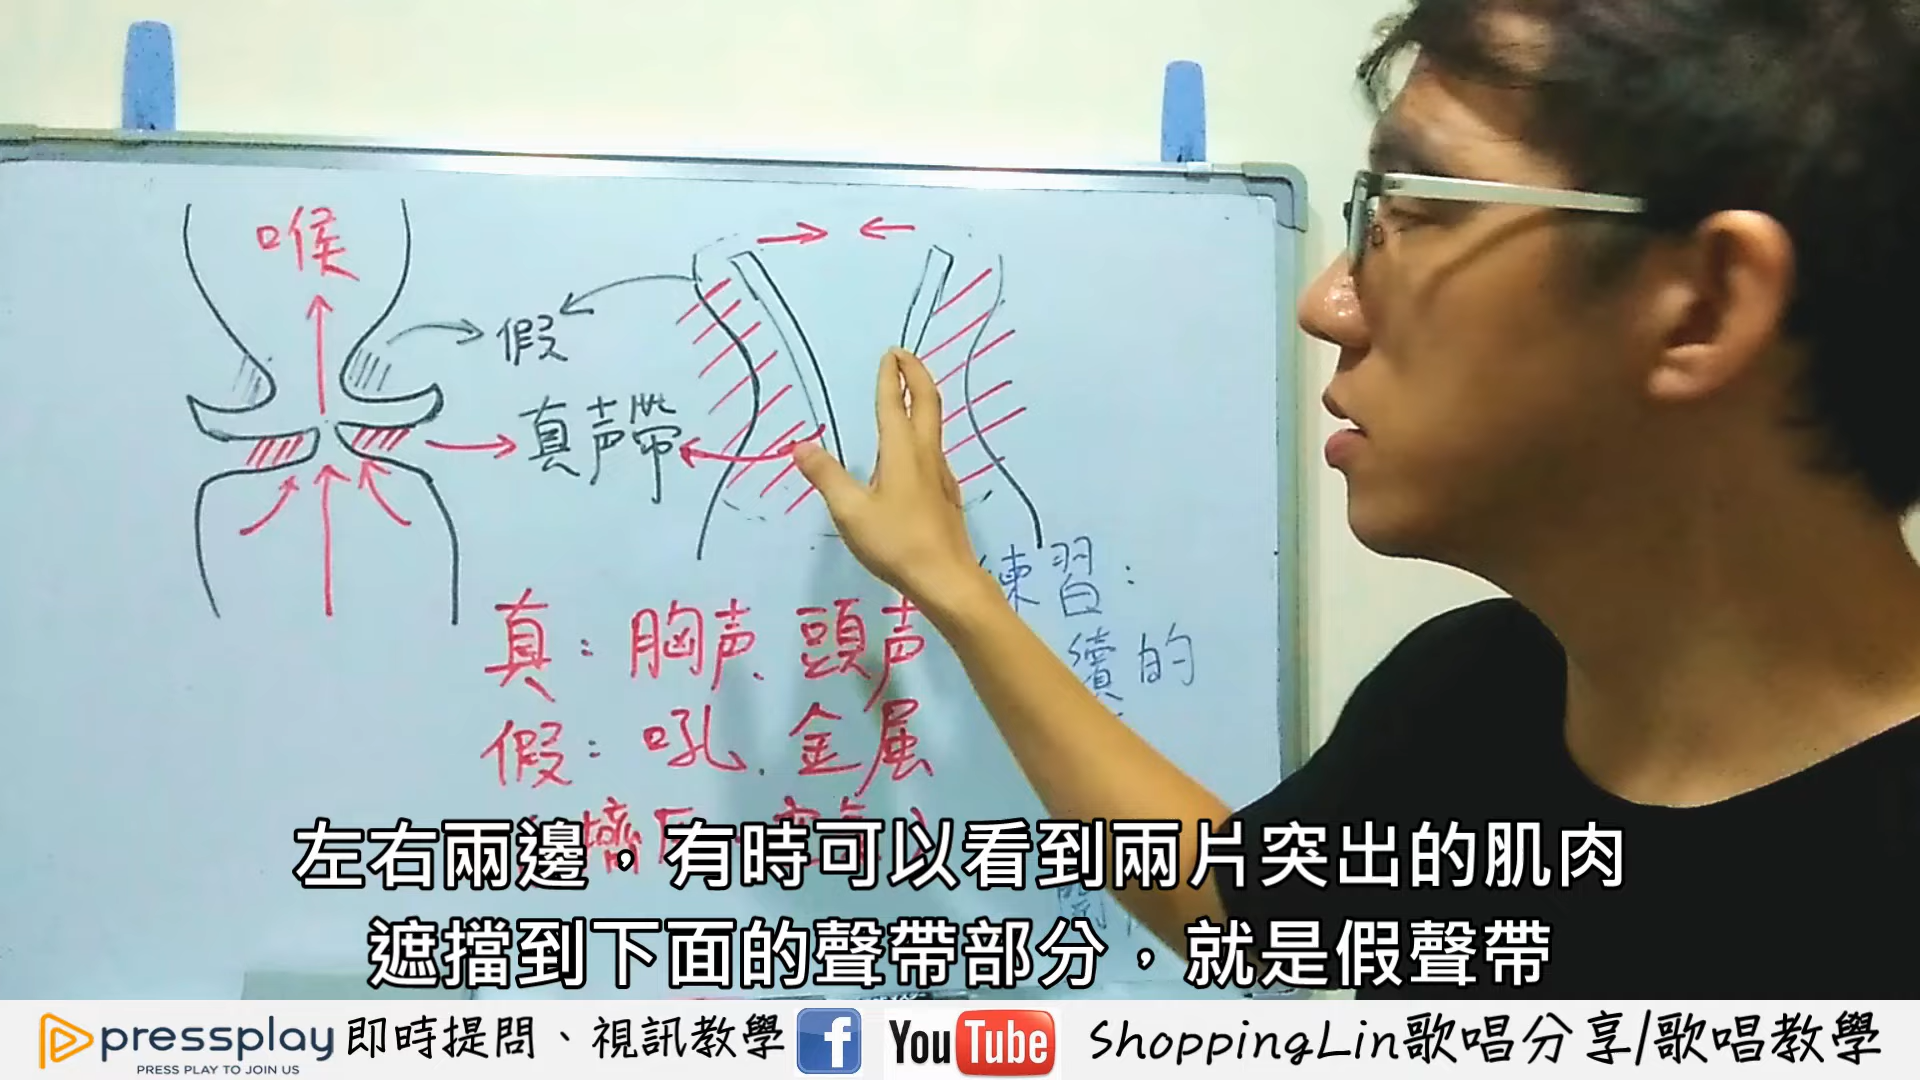 喉
假
真声帶
練習:
續的
真:胸声、頭声
假:吼、金属
左右兩邊，有時可以看到兩片突出的肌肉
遮擋到下面的聲帶部分，就是假聲帶
pressplay
PRESS PLAY TO JOIN US
即時提問、視訊教學
f
YouTube
ShoppingLin歌唱分享/歌唱教學